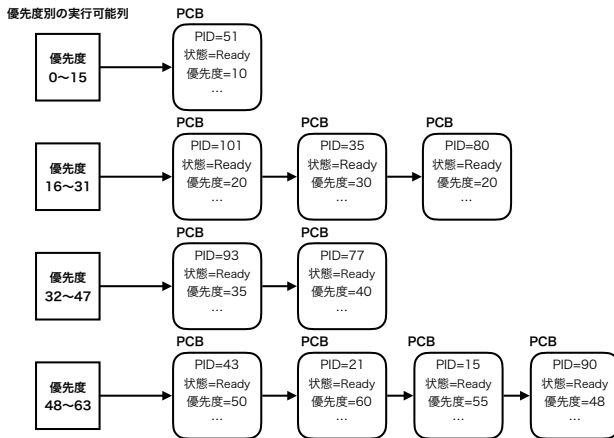 優先度別の実行可能列
優先度
0〜15
PCB
PID=51
状態=Ready
優先度=10
...
優先度
16〜31
PCB
PID=101
状態=Ready
優先度=20
...
PCB
PID=35
状態=Ready
優先度=30
...
PCB
PID=80
状態=Ready
優先度=20
...
優先度
32〜47
PCB
PID=93
状態=Ready
優先度=35
...
PCB
PID=77
状態=Ready
優先度=40
...
優先度
48〜63
PCB
PID=43
状態=Ready
優先度=50
...
PCB
PID=21
状態=Ready
優先度=60
...
PCB
PID=15
状態=Ready
優先度=55
...
PCB
PID=90
状態=Ready
優先度=48
...